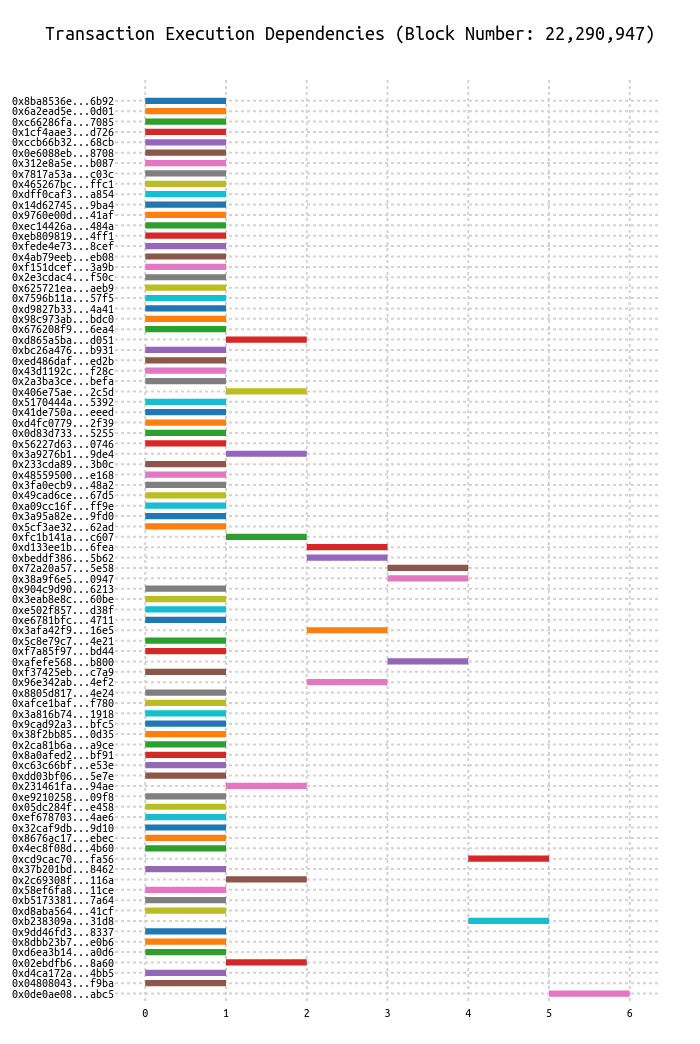 Transaction Execution Dependencies (Block Number: 22,290,947)
0x8ba8536e...6b92
0x6a2ead5e...0d01
0xc66286fa...7085
0x1cf4aae3...d726
0xccb66b32...68cb
0x0e6088eb...8708
0x312e8a5e...b087
0x7817a53a...c03c
0x465267bc...ffc1
0xdff0caf3...a854
0x14d62745...9ba4
0x9760e00d...41af
0xec14426a...484a
0xeb809819...4ff1
0xfede4e73...8cef
0x4ab79eeb...eb08
0xf151dcef...3a9b
0x2e3cdac4...f50c
0x625721ea...aeb9
0x7596b11a...57f5
0xd9827b33...4a41
0x98c973ab...bdc0
0x676208f9...6ea4
0xd865a5ba...d051
0xbc26a476...b931
0xed486daf...ed2b
0x43d1192c...f28c
0x2a3ba3ce...befa
0x406e75ae...2c5d
0x5170444a...5392
0x41de750a...eeed
0xd4fc0779...2f39
0x0d83d733...5255
0x56227d63...0746
0x3a9276b1...9de4
0x233cda89...3b0c
0x48559500...e168
0x3fa0ecb9...48a2
0x49cad6ce...67d5
0xa09cc16f...ff9e
0x3a95a82e...9fd0
0x5cf3ae32...62ad
0xfc1b141a...c607
0xd133ee1b...6fea
0xbeddf386...5b62
0x72a20a57...5e58
0x38a9f6e5...0947
0x904c9d90...6213
0x3eab8e8c...60be
0xe502f857...d38f
0xe6781bfc...4711
0x3afa42f9...16e5
0x5c8e79c7...4e21
0xf7a85f97...bd44
0xafefe568...b800
0xf37425eb...c7a9
0x96e342ab...4ef2
0x8805d817...4e24
0xafce1baf...f780
0x3a816b74...1918
0x9cad92a3...bfc5
0x38f2bb85...0d35
0x2ca81b6a...a9ce
0x8a0afed2...bf91
0xc63c66bf...e53e
0xdd03bf06...5e7e
0x231461fa...94ae
0xe9210258...09f8
0x05dc284f...e458
0xef678703...4ae6
0x32caf9db...9d10
0x8676ac17...ebec
0x4ec8f08d...4b60
0xcd9cac70...fa56
0x37b201bd...8462
0x2c69308f...116a
0x58ef6fa8...11ce
0xb5173381...7a64
0xd8aba564...41cf
0xb238309a...31d8
0x9dd46fd3...8337
0x8dbb23b7...e0b6
0xd6ea3b14...a0d6
0x02ebdfb6...8a60
0xd4ca172a...4bb5
0x04808043...f9ba
0x0de0ae08...abc5
0 1 2 3 4 5 6